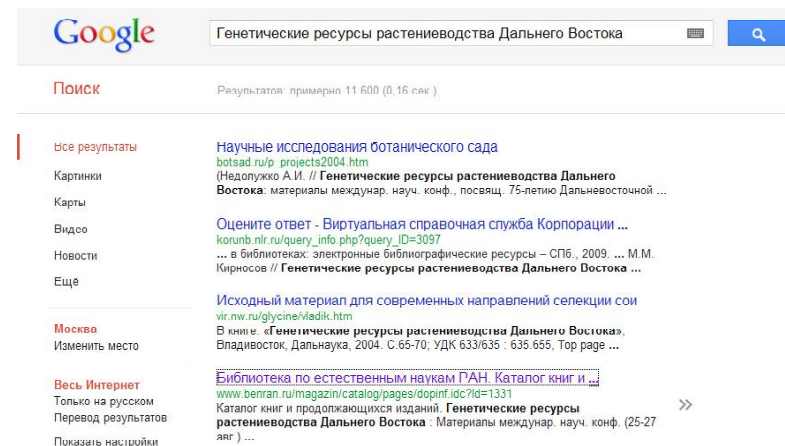 Google
Генетические ресурсы растениеводства Дальнего Востока
Поиск
Результатов: примерно 11 600 (0,16 сек.)
Все результаты
Картинки
Карты
Видео
Новости
Ещё
Москва
Изменить место
Весь Интернет
Только на русском
Перевод результатов
Показать настройки
Научные исследования ботанического сада
botsad.ru/p_projects2004.htm
(Недолужко А.И. // Генетические ресурсы растениеводства Дальнего
Востока: материалы междунар. науч. конф., посвящ. 75-летию Дальневосточной ...
Оцените ответ - Виртуальная справочная служба Корпорации ...
korunb.nlr.ru/query_info.php?query_ID=3097
... в библиотеках: электронные библиографические ресурсы – СПб., 2009. ... М.М.
Кирносов // Генетические ресурсы растениеводства Дальнего Востока ...
Исходный материал для современных направлений селекции сои
vir.nw.ru/glycine/vladik.htm
В книге. «Генетические ресурсы растениеводства Дальнего Востока»,
Владивосток, Дальнаука, 2004. С.65-70; УДК 633/635 : 635.655, Top page ...
Библиотека по естественным наукам РАН. Каталог книг и ...
www.benran.ru/magazin/catalog/pages/dopinf.idc?Id=1331
Каталог книг и продолжающихся изданий. Генетические ресурсы
растениеводства Дальнего Востока : Материалы междунар. науч. конф. (25-27
авг.) ...